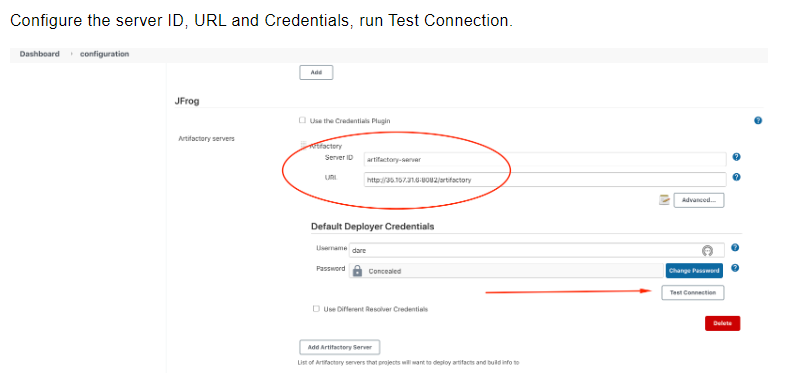 Configure the server ID, URL and Credentials, run Test Connection.
Dashboard › configuration
Add
JFrog
Use the Credentials Plugin
Artifactory servers
Artifactory
Server ID artifactory-server
URL http://35.157.31.6:8082/artifactory
Advanced...
Default Deployer Credentials
Username dare
Password Concealed Change Password
Test Connection
Use Different Resolver Credentials
Delete
Add Artifactory Server
List of Artifactory servers that projects will want to deploy artifacts and build info to